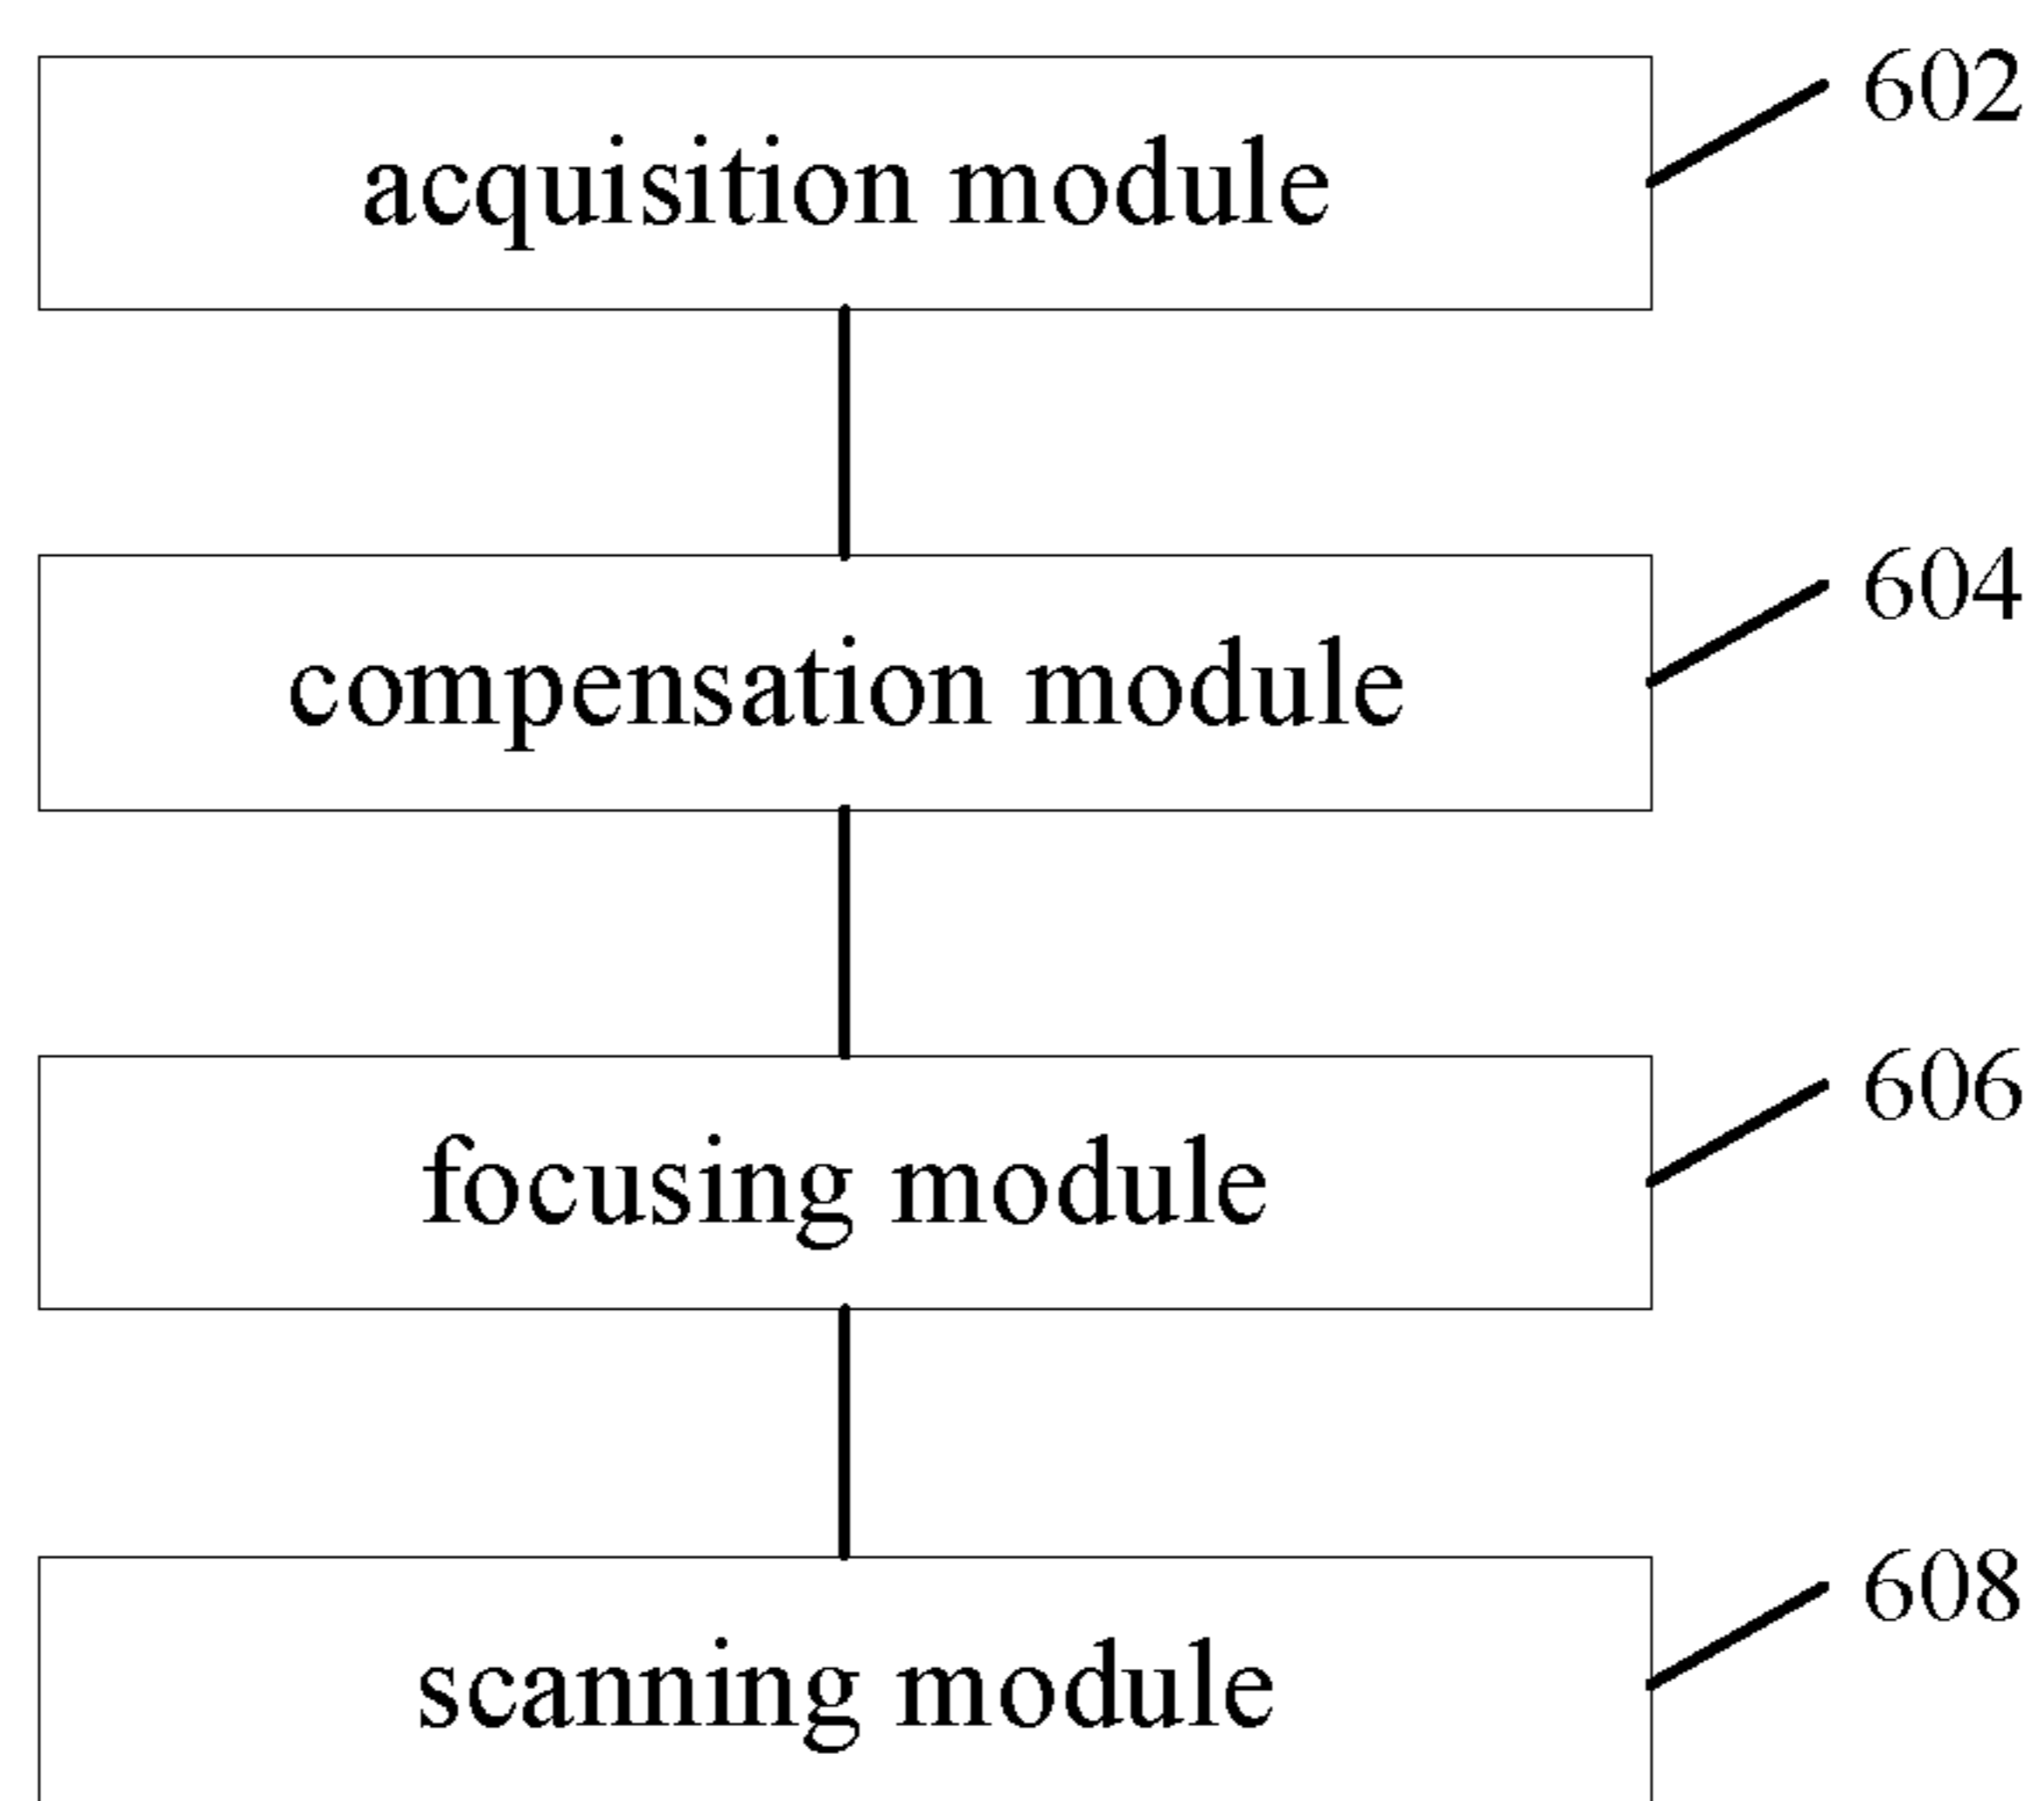 602
acquisition module
604
compensation module
606
focusing module
608
scanning module